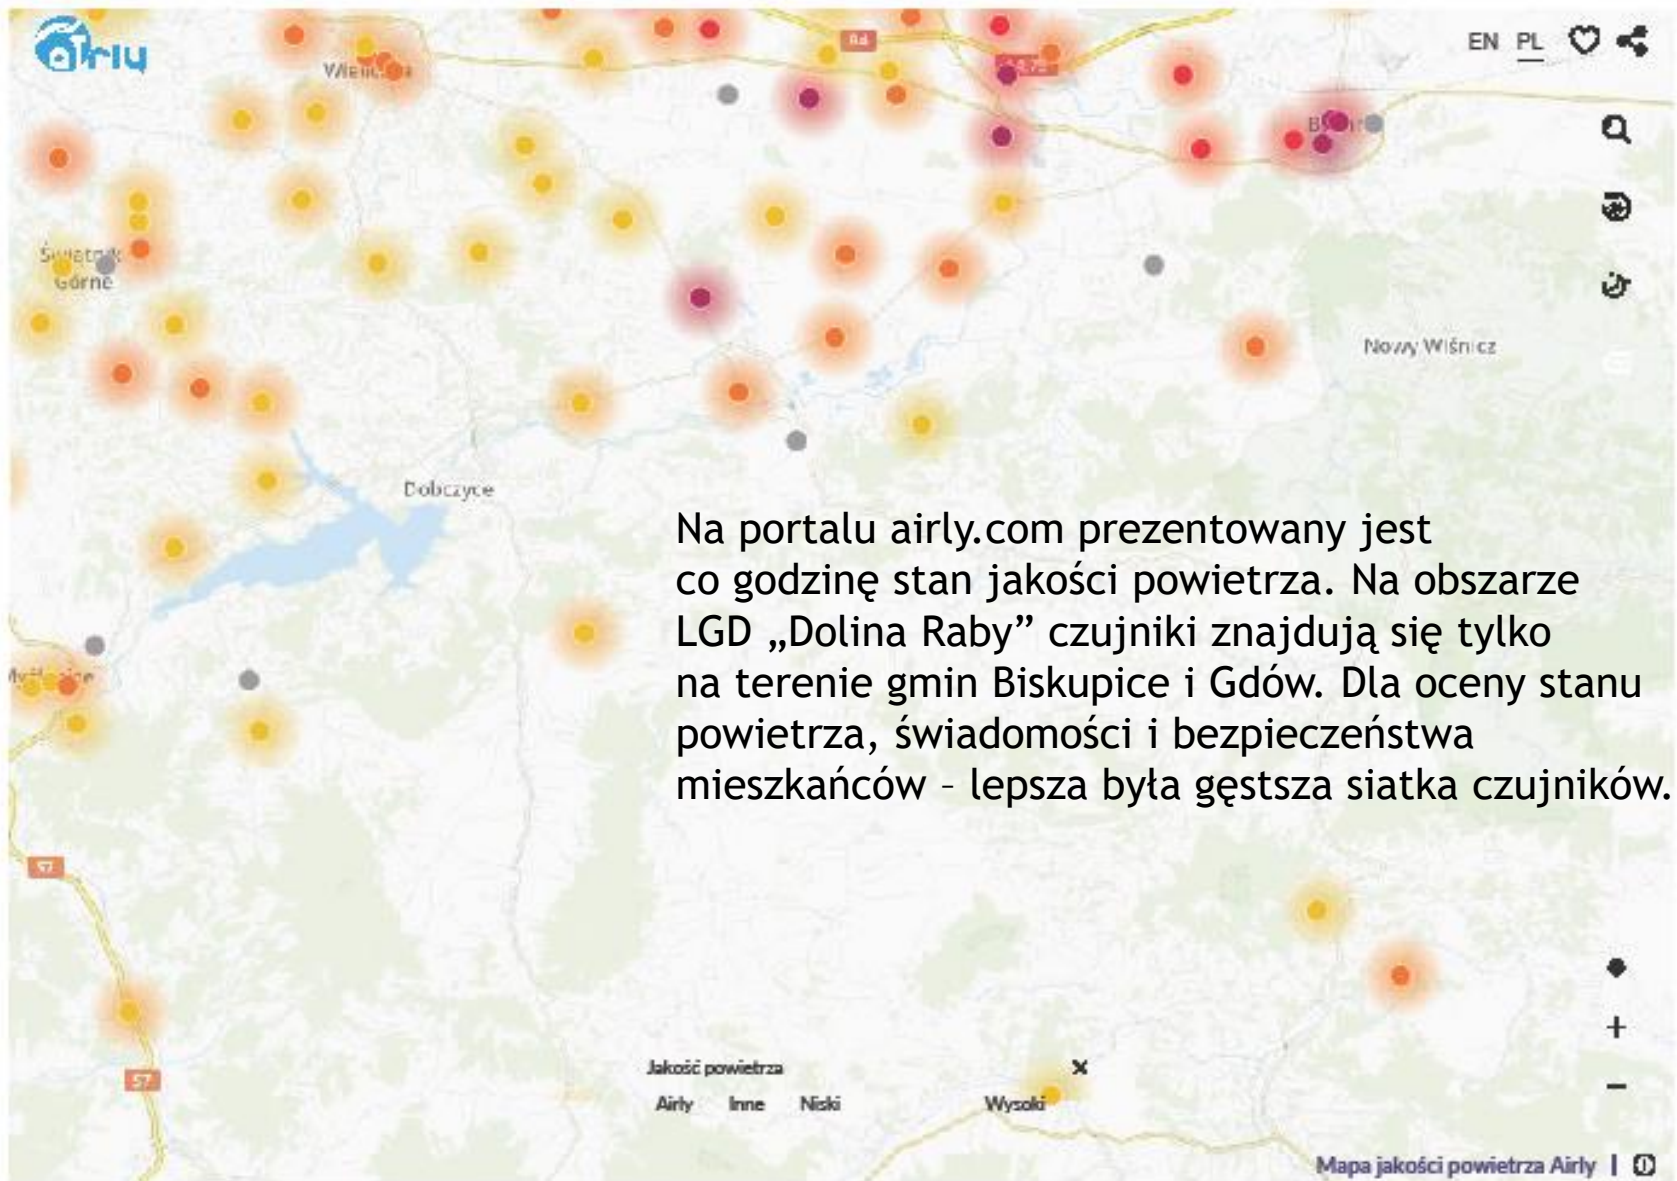 airly
EN PL
A4
Nowy Wiśnicz
Górne
Dobczyce
Na portalu airly.com prezentowany jest
co godzinę stan jakości powietrza. Na obszarze
LGD „Dolina Raby” czujniki znajdują się tylko
na terenie gmin Biskupice i Gdów. Dla oceny stanu
powietrza, świadomości i bezpieczeństwa
mieszkańców – lepsza była gęstsza siatka czujników.
S7
S7
Jakość powietrza
Airly Inne Niski Wysoki
Mapa jakości powietrza Airly